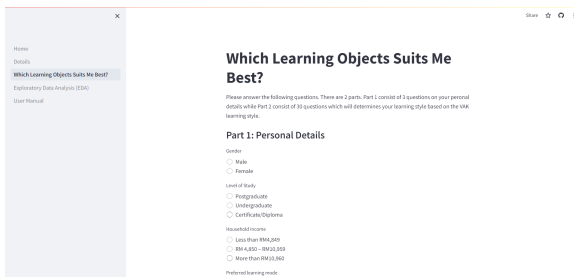 Share
Home
Details
Which Learning Objects Suits Me Best?
Exploratory Data Analysis (EDA)
User Manual
Which Learning Objects Suits Me
Best?
Please answer the following questions. There are 2 parts. Part 1 consist of 3 questions on your peronal
details while Part 2 consist of 30 questions which will determines your learning style based on the VAK
learning style.
Part 1: Personal Details
Gender
Male
Female
Level of Study
Postgraduate
Undergraduate
Certificate/Diploma
Household Income
Less than RM4,849
RM 4,850 – RM10,959
More than RM10,960
Preferred learning mode